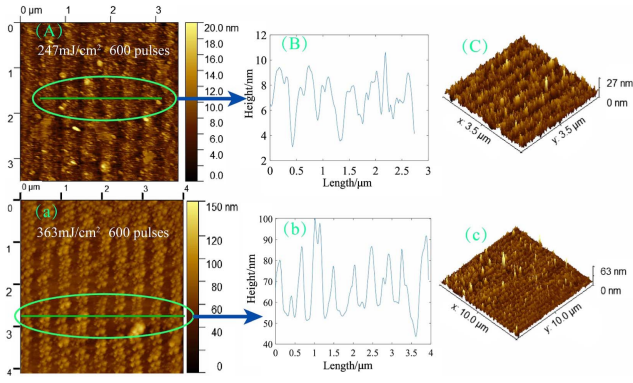 0 μm 1 2 3
0
1
2
3
(A)
247mJ/cm² 600 pulses
20.0 nm
18.0
16.0
14.0
12.0
10.0
8.0
6.0
4.0
2.0
0.0
(B)
Height/nm
12
10
8
6
4
2
0 0.5 1 1.5 2 2.5 3
Length/μm
(C)
27 nm
0 nm
x: 3.5 μm
y: 3.5 μm
0 μm 1 2 3 4
0
1
2
3
4
(a)
363mJ/cm² 600 pulses
150 nm
120
100
80
60
40
20
0
(b)
Height/nm
100
90
80
70
60
50
40
0 0.5 1 1.5 2 2.5 3 3.5 4
Length/μm
(c)
63 nm
0 nm
x: 10.0 μm
y: 10.0 μm